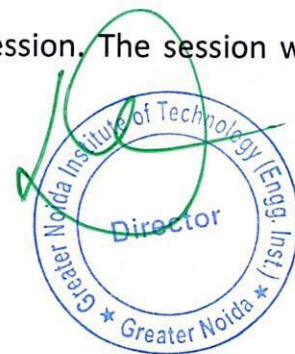 ession. The session w
Greater Noida Institute of Technology (Engg. Inst.)
Director
★ Greater Noida ★